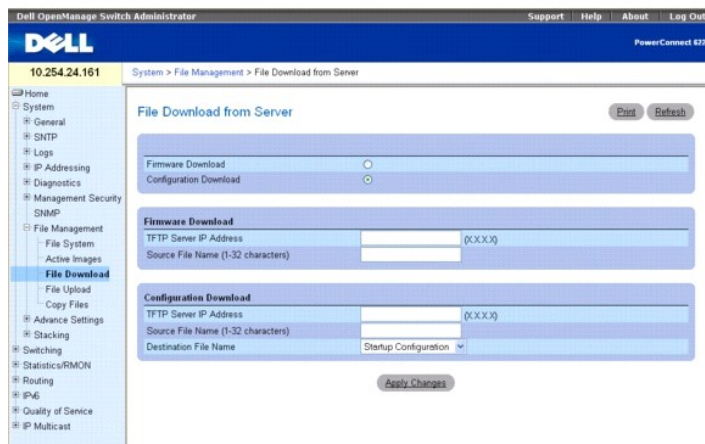 Dell OpenManage Switch Administrator
Support Help About Log Out
DELL
PowerConnect
10.254.24.161
System > File Management > File Download from Server
Home
System
General
SNTP
Logs
IP Addressing
Diagnostics
Management Security
SNMP
File Management
File System
Active Images
File Download
File Upload
Copy Files
Advance Settings
Stacking
Switching
Statistics/RMON
Routing
IPv6
Quality of Service
IP Multicast
File Download from Server
Print Refresh
Firmware Download
Configuration Download
Firmware Download
TFTP Server IP Address (X.X.X.X)
Source File Name (1-32 characters)
Configuration Download
TFTP Server IP Address (X.X.X.X)
Source File Name (1-32 characters)
Destination File Name Startup Configuration
Apply Changes